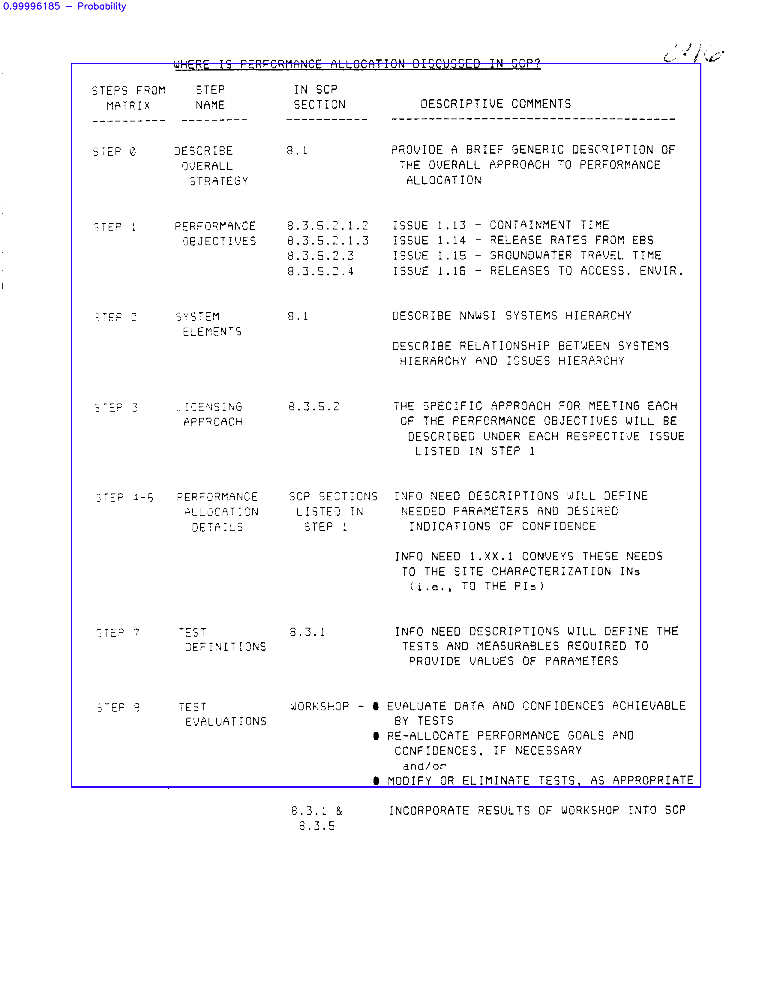 0.99996185 — Probability
WHERE IS PERFORMANCE ALLOCATION DISCUSSED IN SCP?
STEPS FROM STEP IN SCP
MATRIX NAME SECTION DESCRIPTIVE COMMENTS
STEP 0 DESCRIBE 8.1 PROVIDE A BRIEF GENERIC DESCRIPTION OF
OVERALL THE OVERALL APPROACH TO PERFORMANCE
STRATEGY ALLOCATION
STEP 1 PERFORMANCE 8.3.5.2.1.2 ISSUE 1.13 - CONTAINMENT TIME
OBJECTIVES 8.3.5.2.1.3 ISSUE 1.14 - RELEASE RATES FROM EBS
8.3.5.2.3 ISSUE 1.15 - GROUNDWATER TRAVEL TIME
8.3.5.2.4 ISSUE 1.16 - RELEASES TO ACCESS. ENVIR.
STEP 2 SYSTEM 8.1 DESCRIBE NNWSI SYSTEMS HIERARCHY
ELEMENTS
DESCRIBE RELATIONSHIP BETWEEN SYSTEMS
HIERARCHY AND ISSUES HIERARCHY
STEP 3 LICENSING 8.3.5.2 THE SPECIFIC APPROACH FOR MEETING EACH
APPROACH OF THE PERFORMANCE OBJECTIVES WILL BE
DESCRIBED UNDER EACH RESPECTIVE ISSUE
LISTED IN STEP 1
STEP 4-6 PERFORMANCE SCP SECTIONS INFO NEED DESCRIPTIONS WILL DEFINE
ALLOCATION LISTED IN NEEDED PARAMETERS AND DESIRED
DETAILS STEP 1 INDICATIONS OF CONFIDENCE
INFO NEED 1.XX.1 CONVEYS THESE NEEDS
TO THE SITE CHARACTERIZATION INs
(i.e., TO THE PIs)
STEP 7 TEST 8.3.1 INFO NEED DESCRIPTIONS WILL DEFINE THE
DEFINITIONS TESTS AND MEASURABLES REQUIRED TO
PROVIDE VALUES OF PARAMETERS
STEP 8 TEST WORKSHOP - ● EVALUATE DATA AND CONFIDENCES ACHIEVABLE
EVALUATIONS BY TESTS
● RE-ALLOCATE PERFORMANCE GOALS AND
CONFIDENCES, IF NECESSARY
and/or
● MODIFY OR ELIMINATE TESTS, AS APPROPRIATE
8.3.1 & INCORPORATE RESULTS OF WORKSHOP INTO SCP
8.3.5